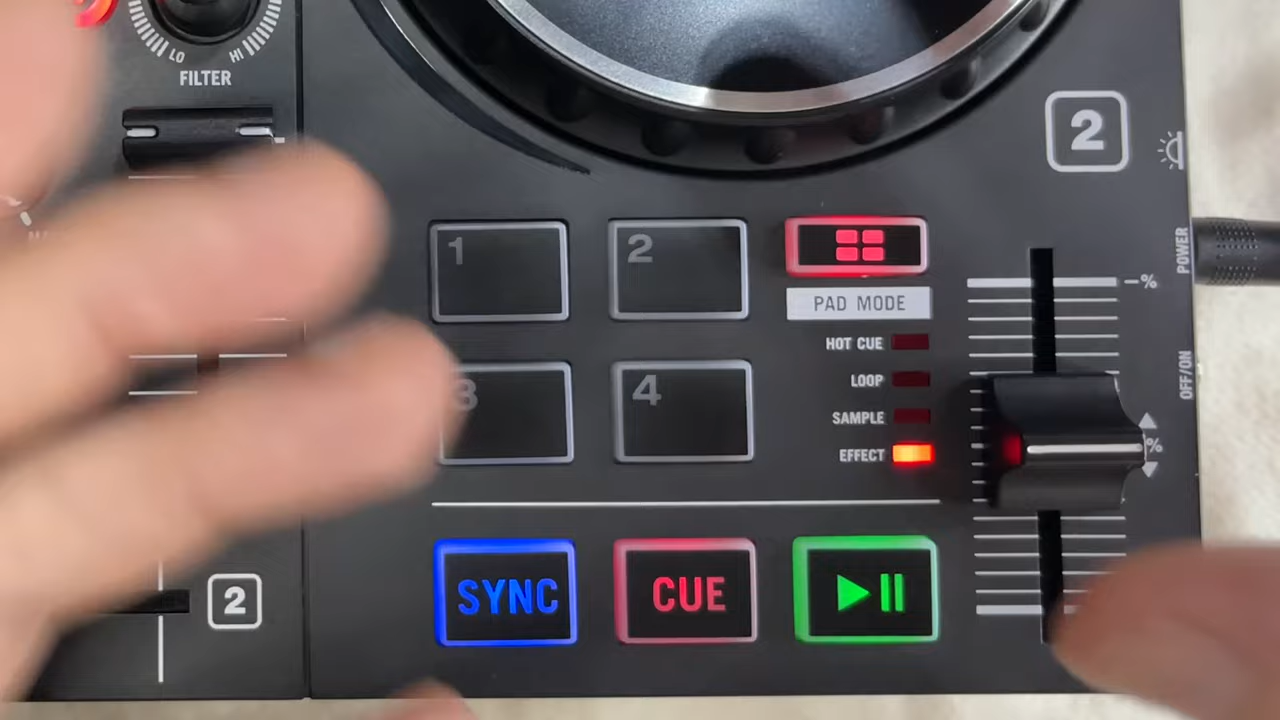 LO HI
FILTER
2
1
2
PAD MODE
- %
POWER
HOT CUE
LOOP
SAMPLE
EFFECT
OFF/ON
3
4
%
SYNC
CUE
2